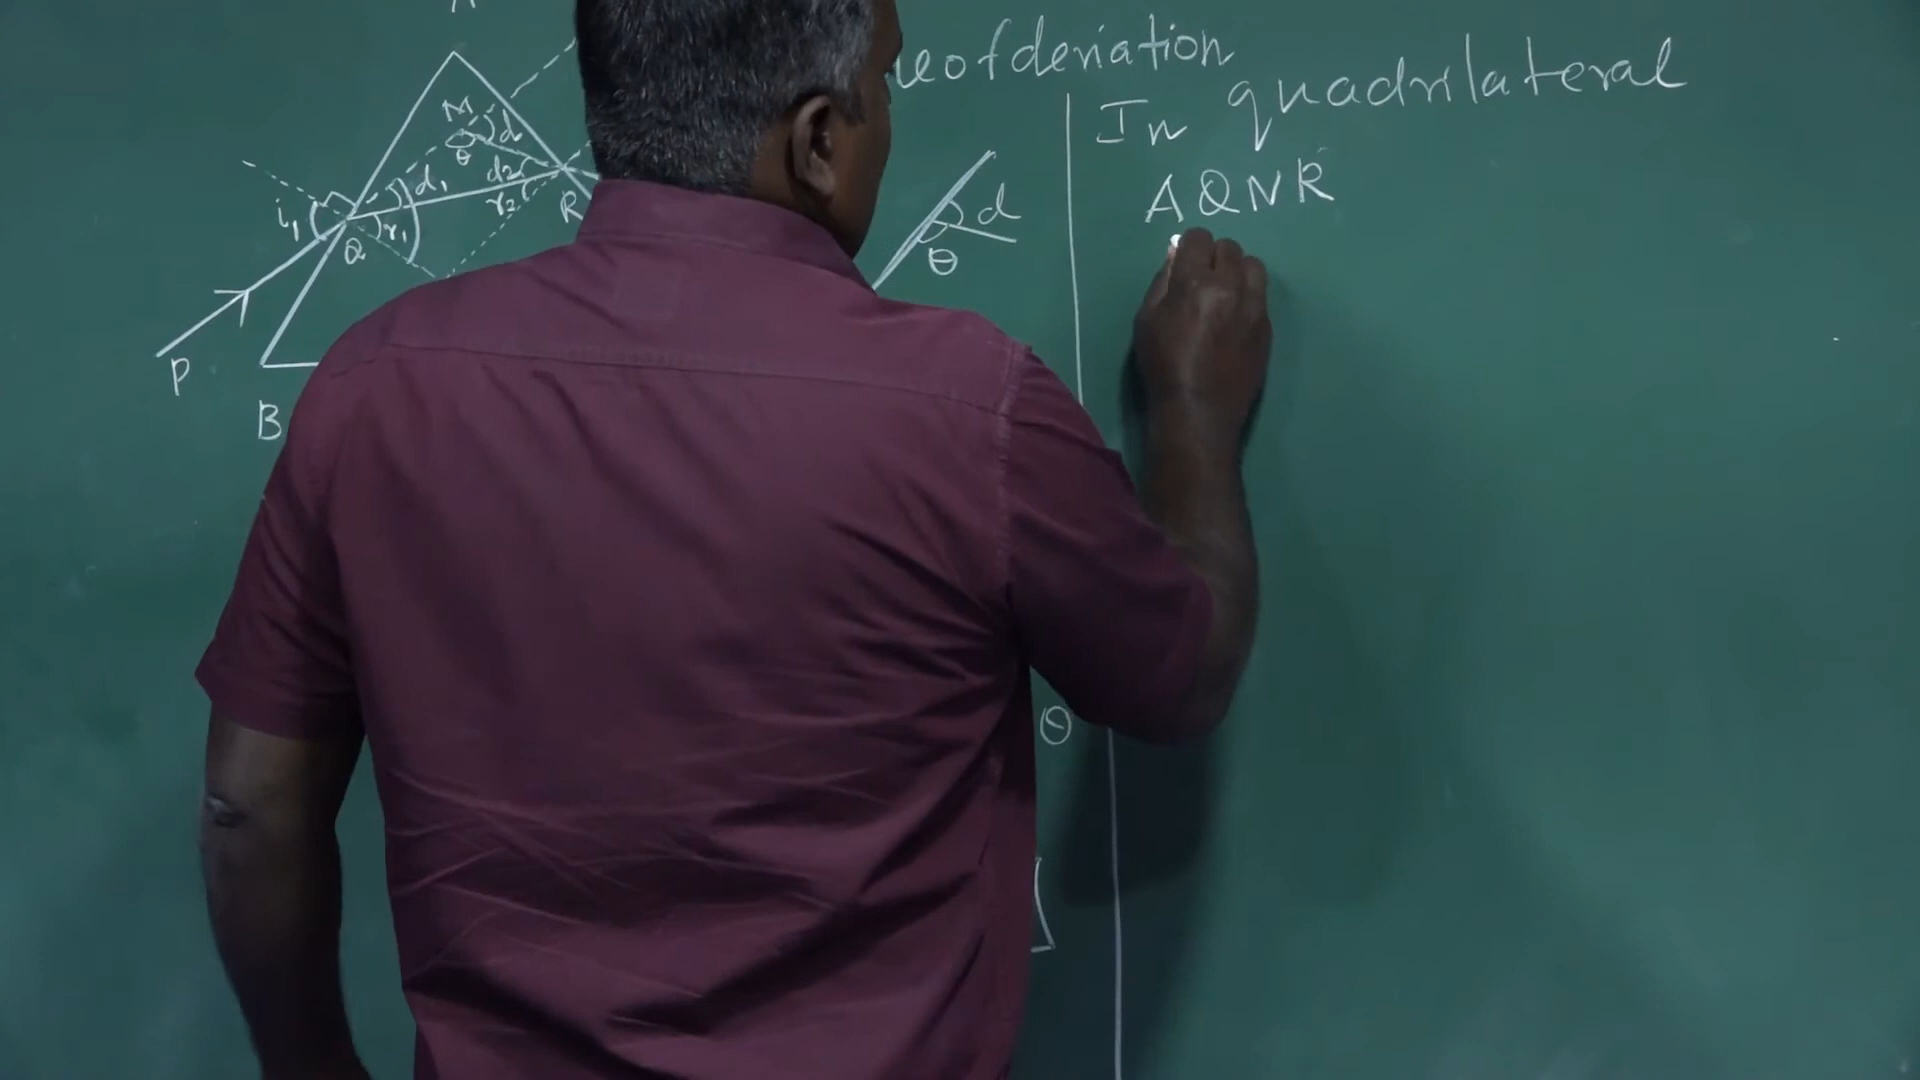 of deviation
In quadrilateral
AQNR
M
d
θ
d₁
d₂
r₂
R
i₁
r₁
Q
P
B
d
θ
θ